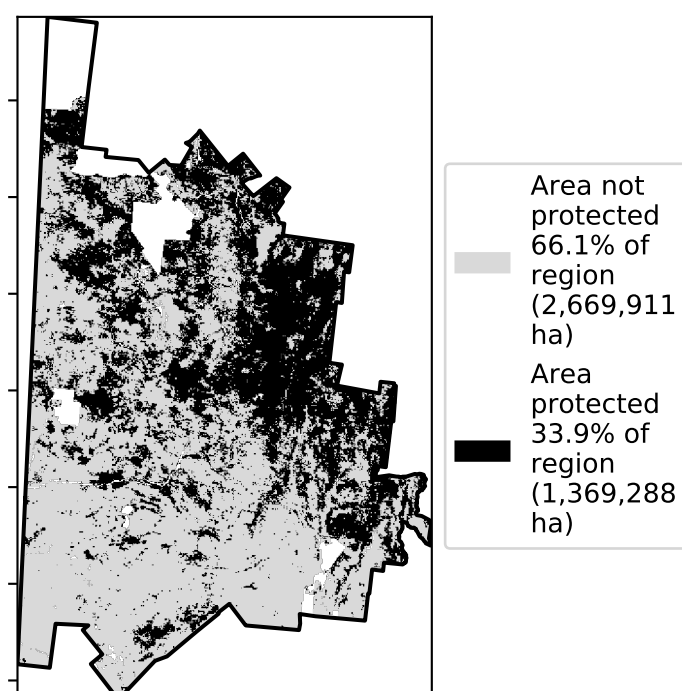 Area not
protected
66.1% of
region
(2,669,911
ha)
Area
protected
33.9% of
region
(1,369,288
ha)